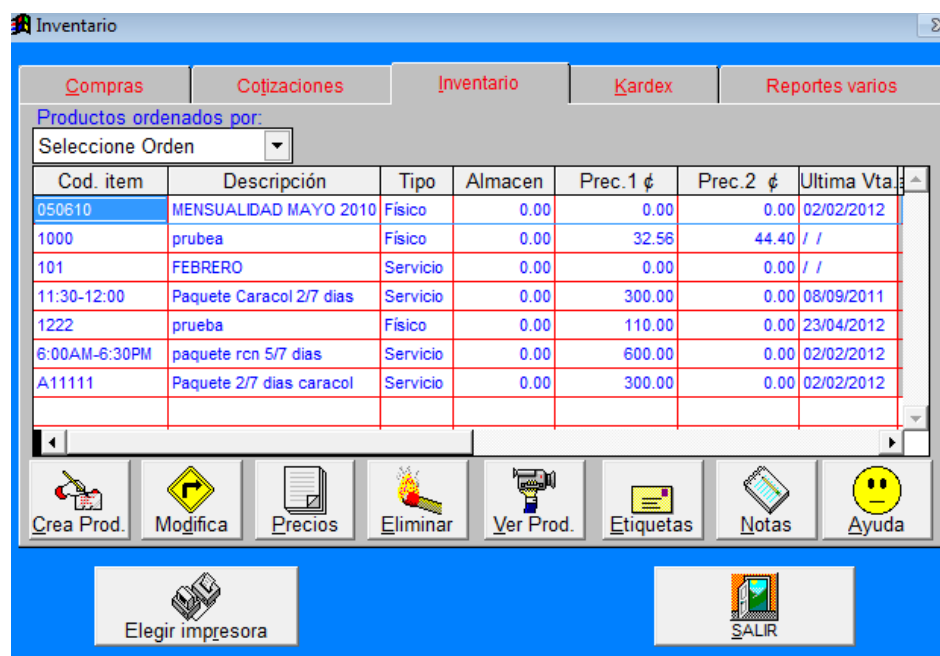 Inventario
Compras Cotizaciones Inventario Kardex Reportes varios
Productos ordenados por:
Seleccione Orden
Cod. item Descripción Tipo Almacen Prec.1 ¢ Prec.2 ¢ Ultima Vta.
050610 MENSUALIDAD MAYO 2010 Físico 0.00 0.00 0.00 02/02/2012
1000 prubea Físico 0.00 32.56 44.40 / /
101 FEBRERO Servicio 0.00 0.00 0.00 / /
11:30-12:00 Paquete Caracol 2/7 dias Servicio 0.00 300.00 0.00 08/09/2011
1222 prueba Físico 0.00 110.00 0.00 23/04/2012
6:00AM-6:30PM paquete rcn 5/7 dias Servicio 0.00 600.00 0.00 02/02/2012
A11111 Paquete 2/7 dias caracol Servicio 0.00 300.00 0.00 02/02/2012
Crea Prod. Modifica Precios Eliminar Ver Prod. Etiquetas Notas Ayuda
Elegir impresora SALIR